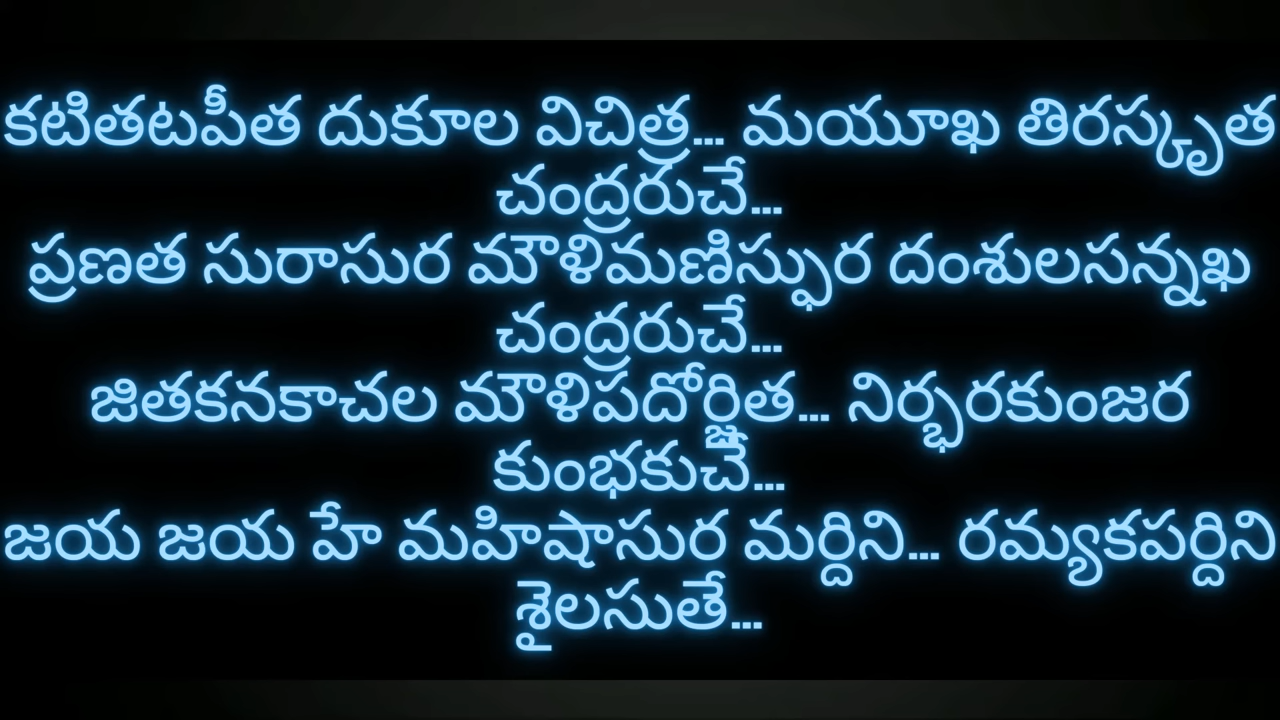 కటితటపీత దుకూల విచిత్ర... మయూఖ తిరస్కృత
చంద్రరుచే...
ప్రణత సురాసుర మౌళిమణిస్ఫుర దంశులసన్నఖ
చంద్రరుచే...
జితకనకాచల మౌళిపదోర్జిత... నిర్భరకుంజర
కుంభకుచే...
జయ జయ హే మహిషాసుర మర్దిని... రమ్యకపర్దిని
శైలసుతే...